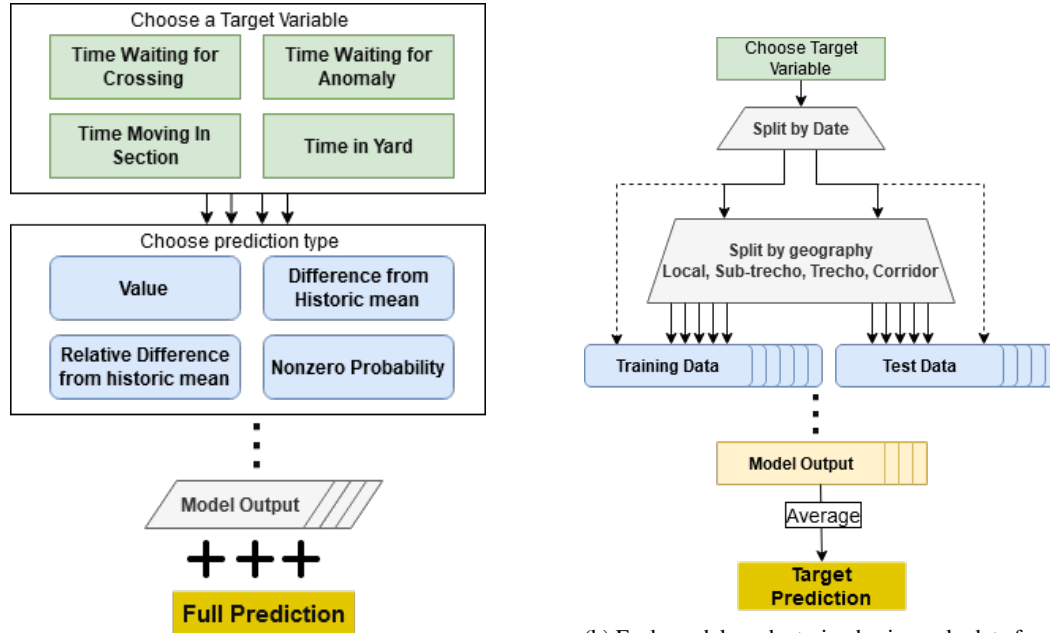 Choose a Target Variable
Time Waiting for
Crossing
Time Waiting for
Anomaly
Time Moving In
Section
Time in Yard
Choose prediction type
Value
Difference from
Historic mean
Relative Difference
from historic mean
Nonzero Probability
Model Output
+++
Full Prediction
Choose Target
Variable
Split by Date
Split by geography
Local, Sub-trecho, Trecho, Corridor
Training Data
Test Data
Model Output
Average
Target
Prediction